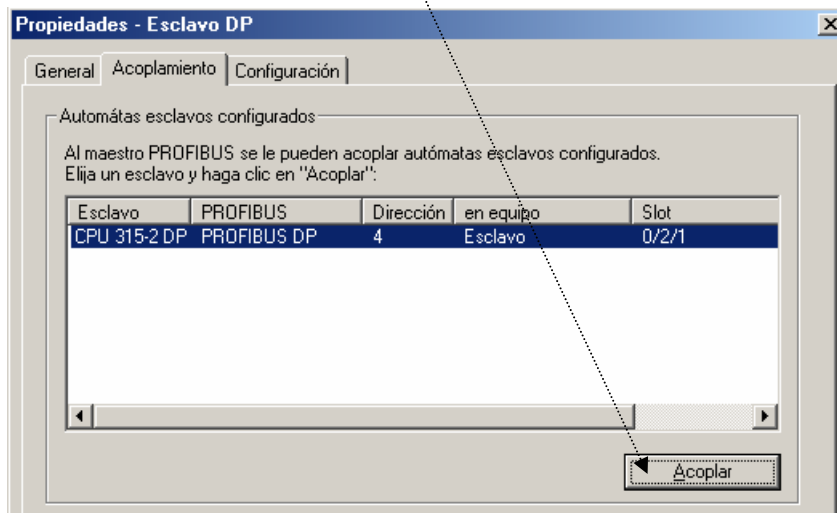 Propiedades - Esclavo DP
General Acoplamiento Configuración
Automátas esclavos configurados
Al maestro PROFIBUS se le pueden acoplar autómatas esclavos configurados.
Elija un esclavo y haga clic en "Acoplar":
Esclavo PROFIBUS Dirección en equipo Slot
CPU 315-2 DP PROFIBUS DP 4 Esclavo 0/2/1
Acoplar